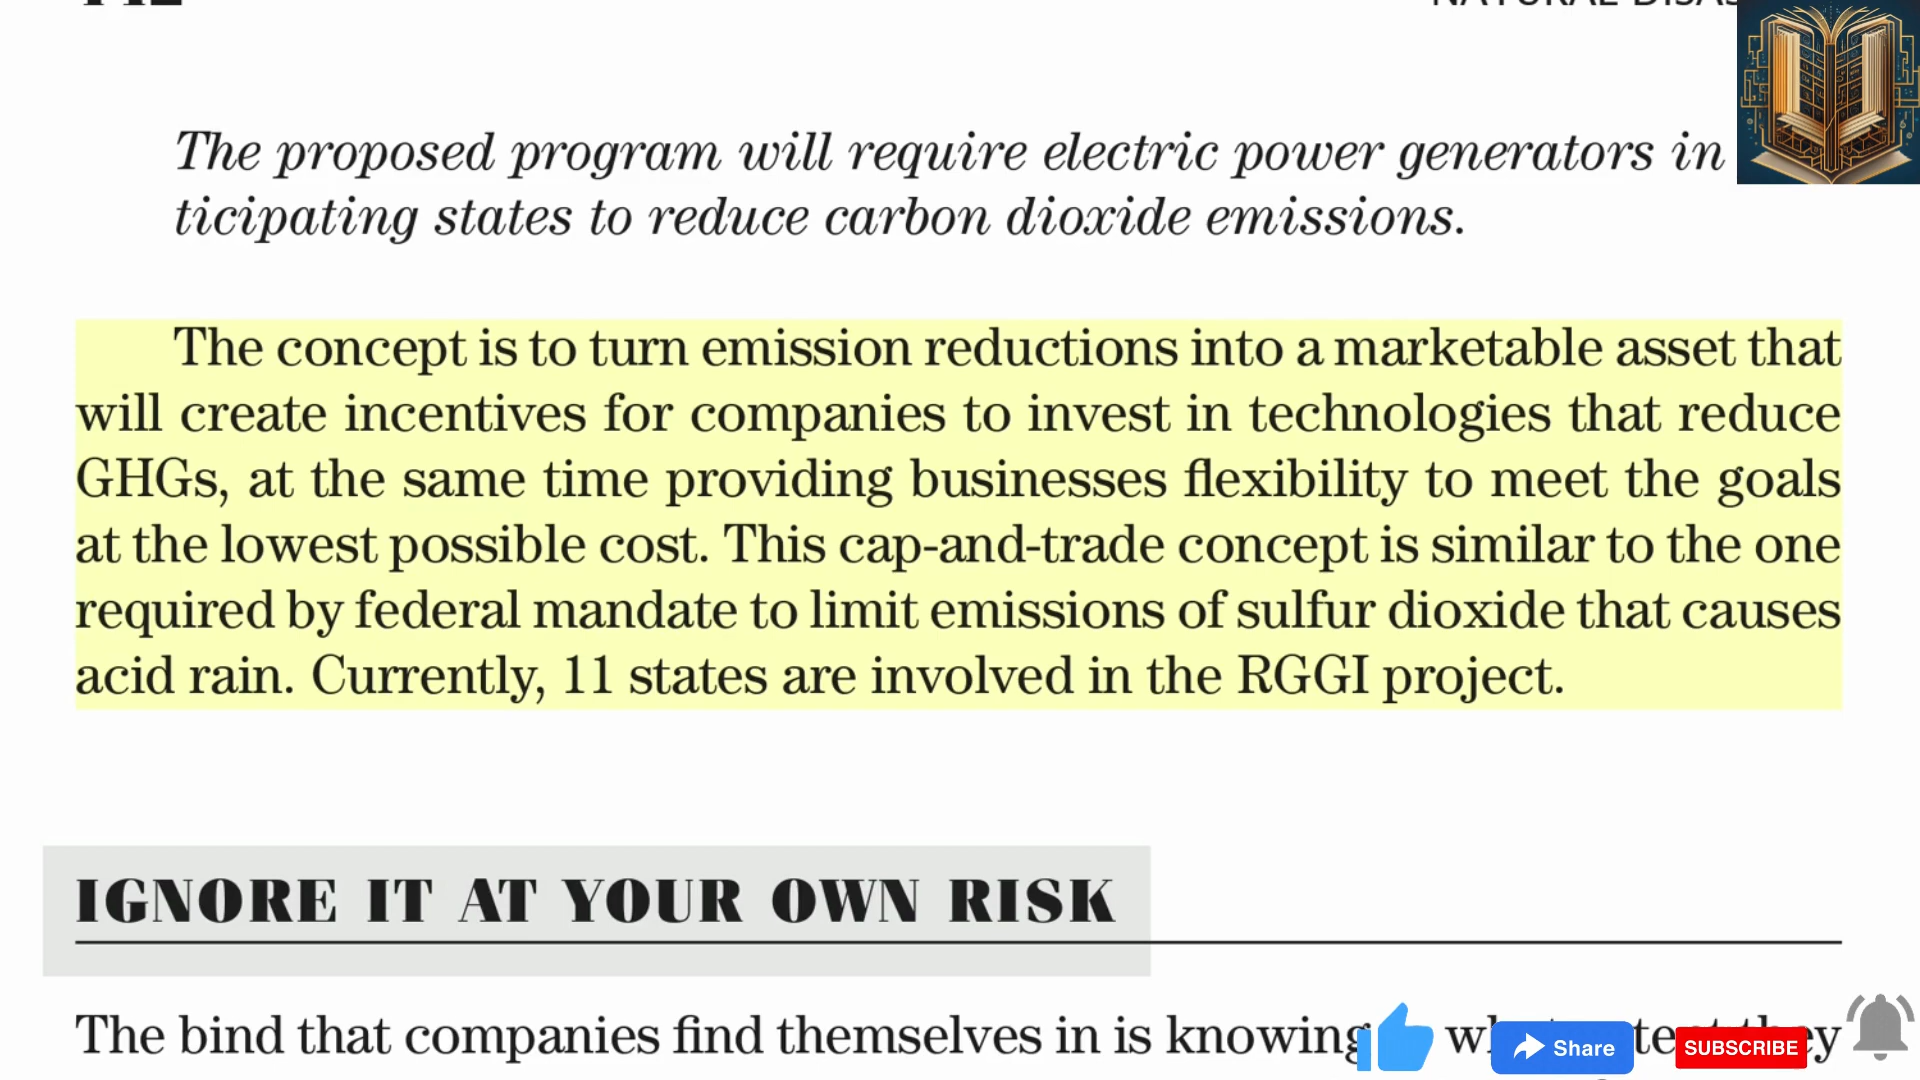 The proposed program will require electric power generators in
ticipating states to reduce carbon dioxide emissions.
The concept is to turn emission reductions into a marketable asset that
will create incentives for companies to invest in technologies that reduce
GHGs, at the same time providing businesses flexibility to meet the goals
at the lowest possible cost. This cap-and-trade concept is similar to the one
required by federal mandate to limit emissions of sulfur dioxide that causes
acid rain. Currently, 11 states are involved in the RGGI project.
IGNORE IT AT YOUR OWN RISK
The bind that companies find themselves in is knowing they
Share
SUBSCRIBE